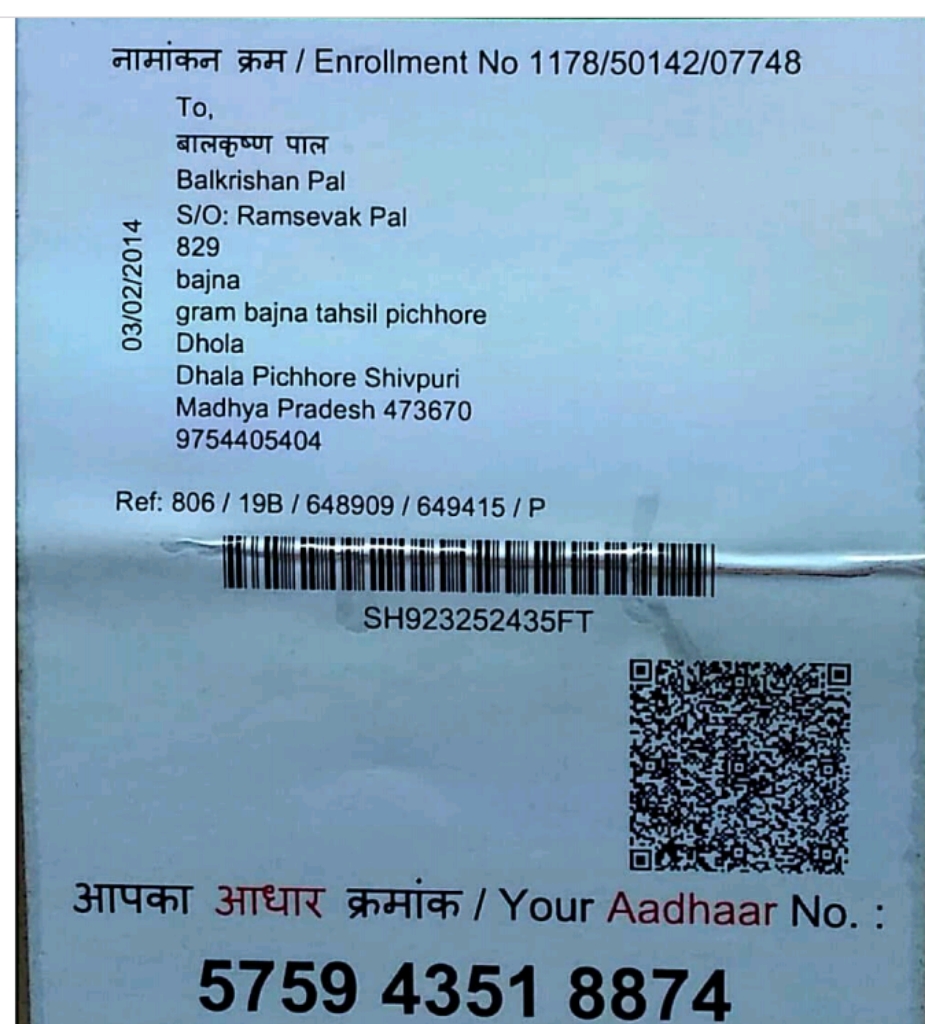 नामांकन क्रम / Enrollment No 1178/50142/07748
To,
बालकृष्ण पाल
Balkrishan Pal
S/O: Ramsevak Pal
829
bajna
gram bajna tahsil pichhore
Dhola
Dhala Pichhore Shivpuri
Madhya Pradesh 473670
9754405404
03/02/2014
Ref: 806 / 19B / 648909 / 649415 / P
SH923252435FT
आपका आधार क्रमांक / Your Aadhaar No. :
5759 4351 8874